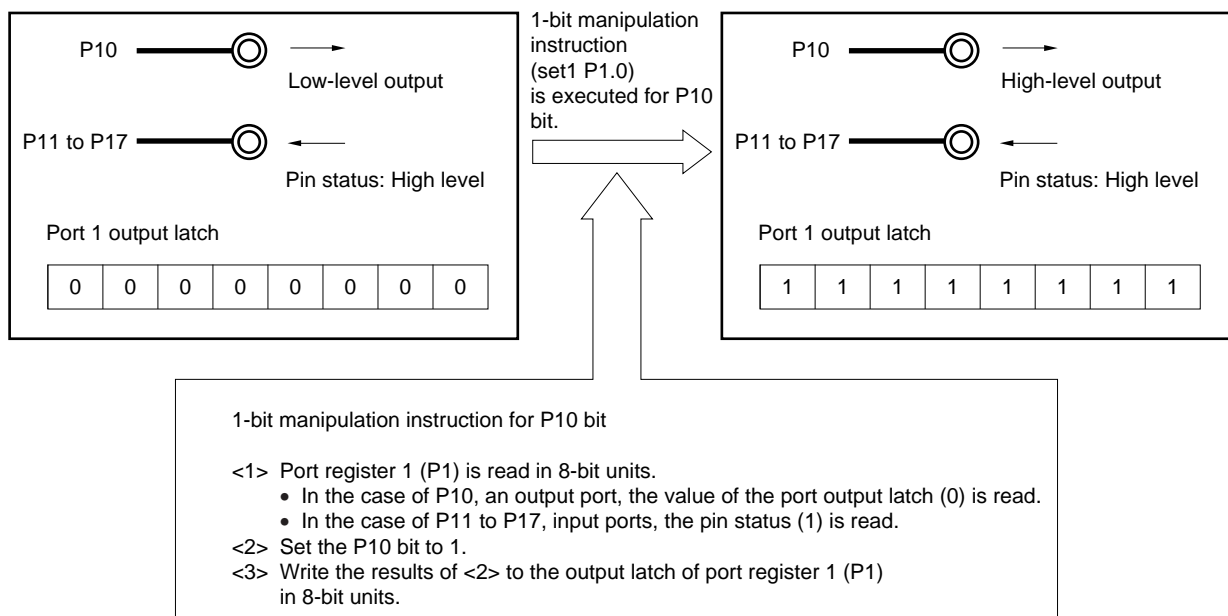 P10
Low-level output
P11 to P17
Pin status: High level
Port 1 output latch
0 0 0 0 0 0 0 0
1-bit manipulation
instruction
(set1 P1.0)
is executed for P10
bit.
P10
High-level output
P11 to P17
Pin status: High level
Port 1 output latch
1 1 1 1 1 1 1 1
1-bit manipulation instruction for P10 bit
<1> Port register 1 (P1) is read in 8-bit units.
• In the case of P10, an output port, the value of the port output latch (0) is read.
• In the case of P11 to P17, input ports, the pin status (1) is read.
<2> Set the P10 bit to 1.
<3> Write the results of <2> to the output latch of port register 1 (P1)
in 8-bit units.